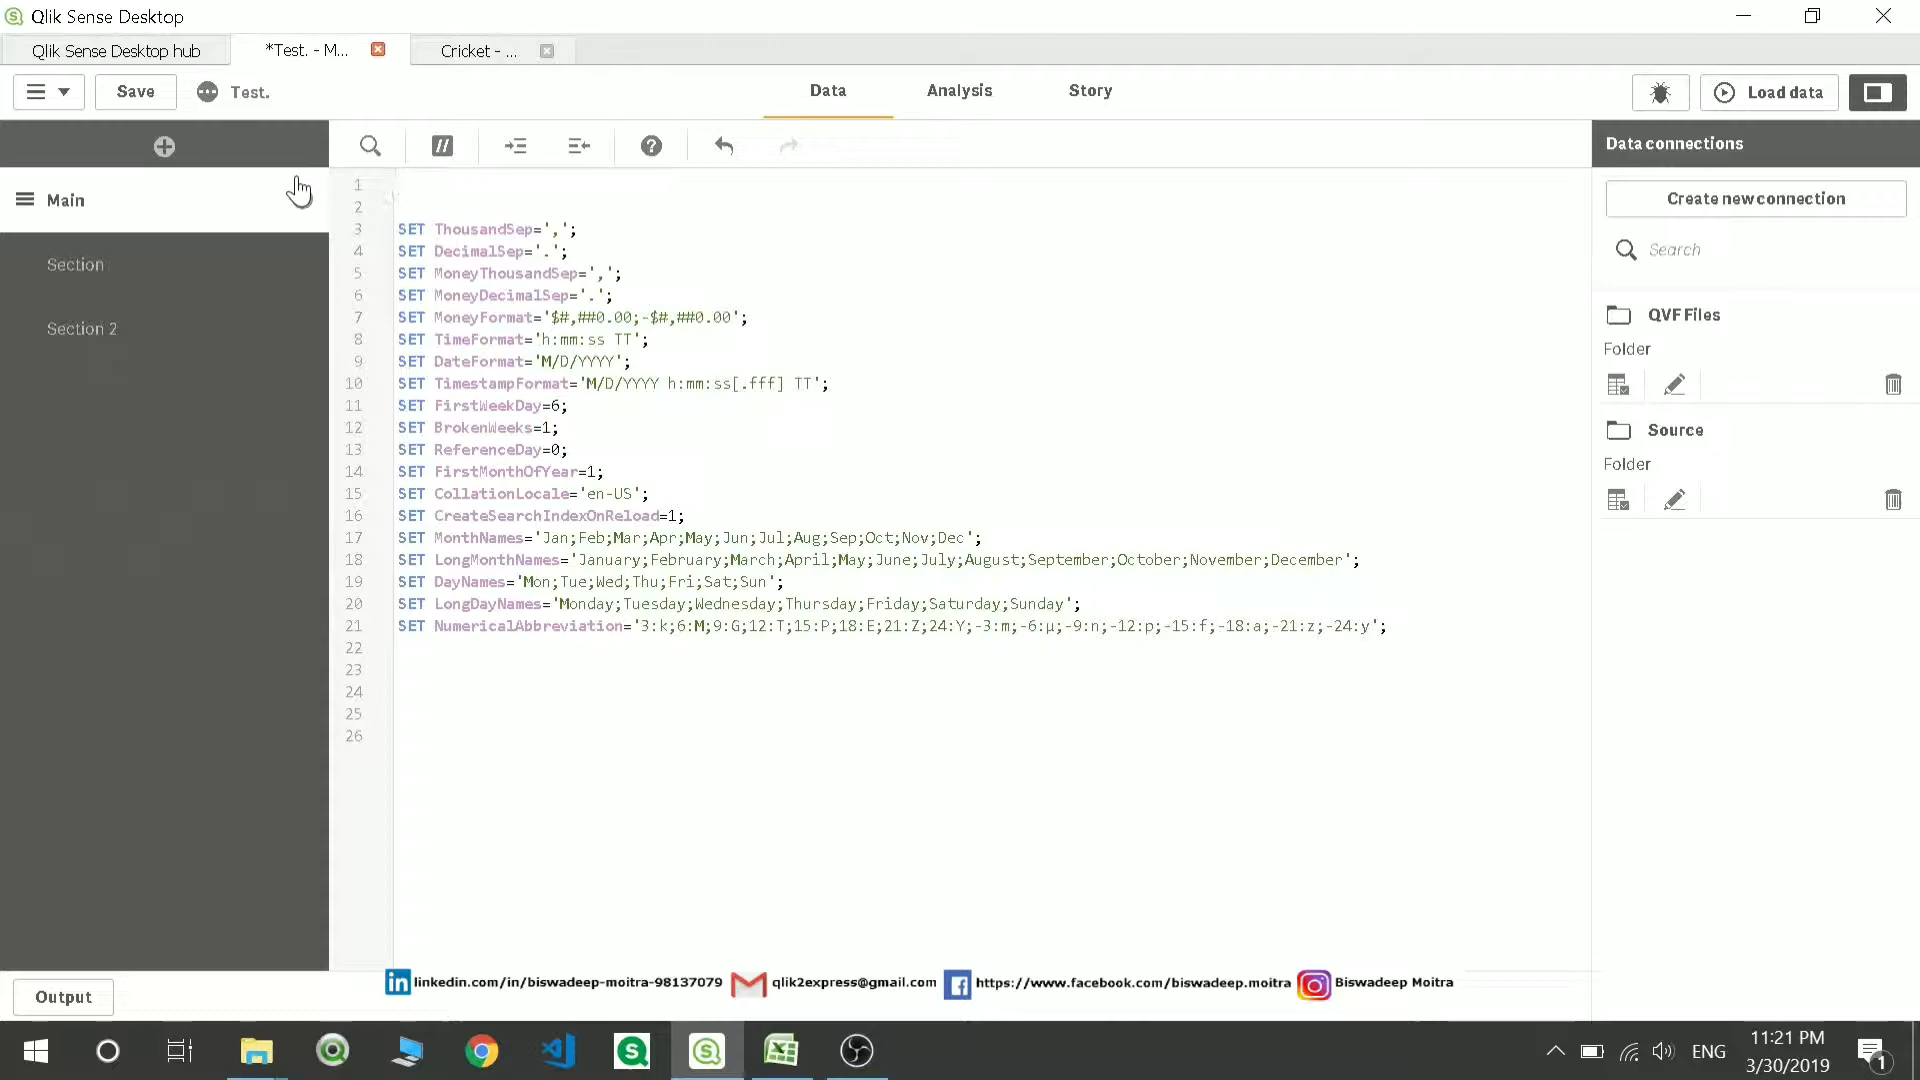 Qlik Sense Desktop
Qlik Sense Desktop hub
*Test. - M...
Cricket - ...
Save
Test.
Data
Analysis
Story
Load data
Main
Section
Section 2
1
2
3 SET ThousandSep=',';
4 SET DecimalSep='.';
5 SET MoneyThousandSep=',';
6 SET MoneyDecimalSep='.';
7 SET MoneyFormat='$#,##0.00;-$#,##0.00';
8 SET TimeFormat='h:mm:ss TT';
9 SET DateFormat='M/D/YYYY';
10 SET TimestampFormat='M/D/YYYY h:mm:ss[.fff] TT';
11 SET FirstWeekDay=6;
12 SET BrokenWeeks=1;
13 SET ReferenceDay=0;
14 SET FirstMonthOfYear=1;
15 SET CollationLocale='en-US';
16 SET CreateSearchIndexOnReload=1;
17 SET MonthNames='Jan;Feb;Mar;Apr;May;Jun;Jul;Aug;Sep;Oct;Nov;Dec';
18 SET LongMonthNames='January;February;March;April;May;June;July;August;September;October;November;December';
19 SET DayNames='Mon;Tue;Wed;Thu;Fri;Sat;Sun';
20 SET LongDayNames='Monday;Tuesday;Wednesday;Thursday;Friday;Saturday;Sunday';
21 SET NumericalAbbreviation='3:k;6:M;9:G;12:T;15:P;18:E;21:Z;24:Y;-3:m;-6:μ;-9:n;-12:p;-15:f;-18:a;-21:z;-24:y';
22
23
24
25
26
Data connections
Create new connection
Search
QVF Files
Folder
Source
Folder
Output
linkedin.com/in/biswadeep-moitra-98137079
qlik2express@gmail.com
https://www.facebook.com/biswadeep.moitra
Biswadeep Moitra
ENG
11:21 PM
3/30/2019
1